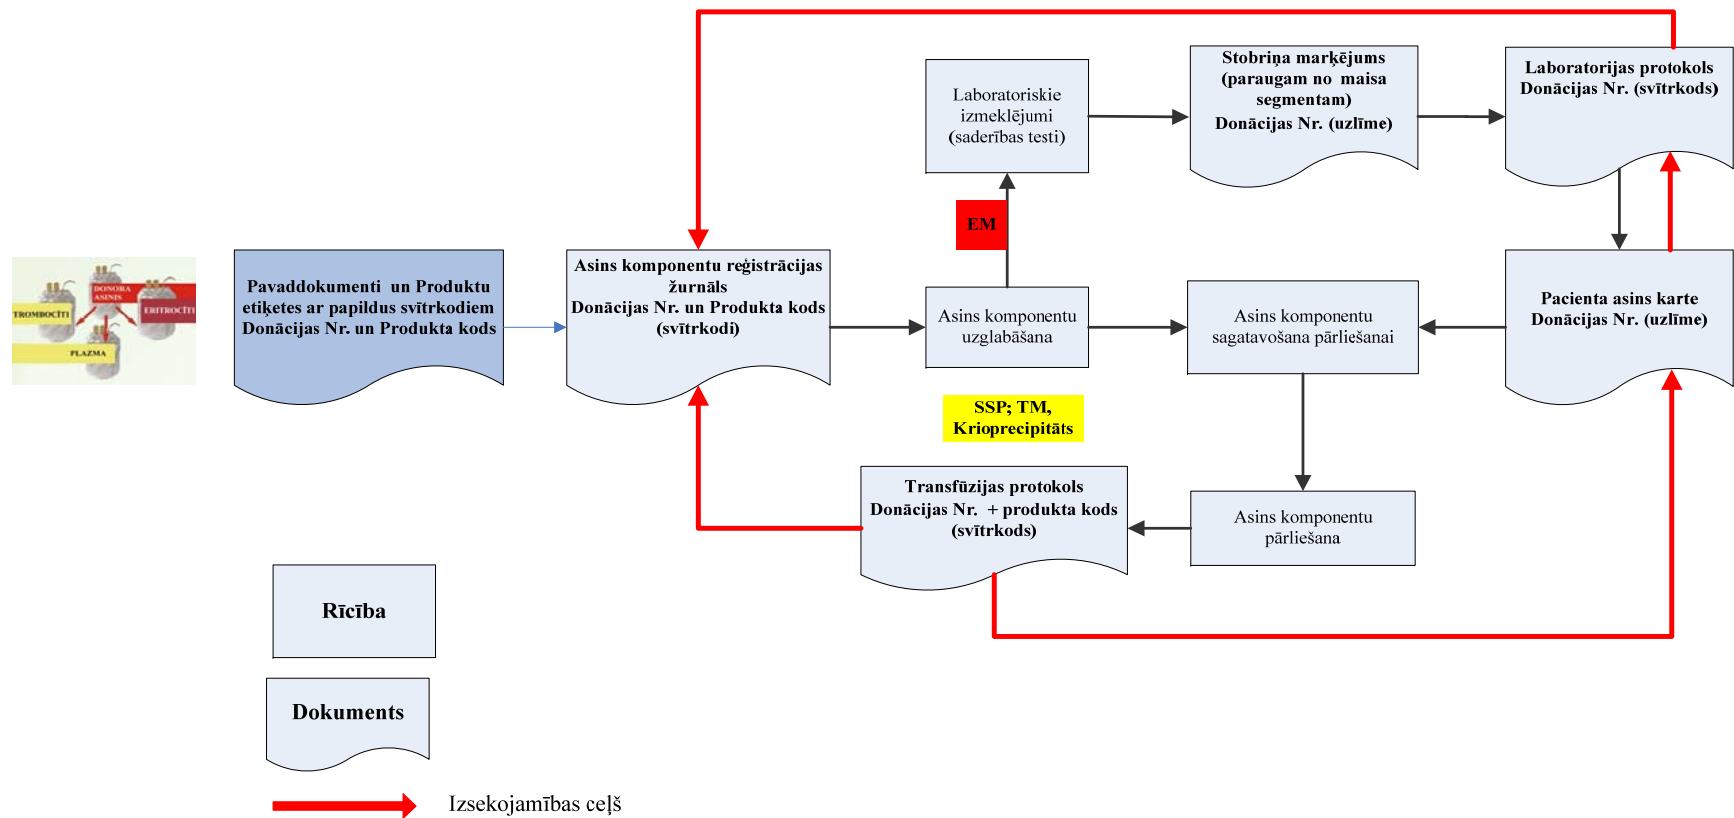 DONORA
ASINIS
TROMBOCĪTI
ERITROCĪTI
PLAZMA
Pavaddokumenti un Produktu
etiķetes ar papildus svītrkodiem
Donācijas Nr. un Produkta kods
Asins komponentu reģistrācijas
žurnāls
Donācijas Nr. un Produkta kods
(svītrkodi)
Laboratoriskie
izmeklējumi
(saderības testi)
EM
Asins komponentu
uzglabāšana
SSP; TM,
Krioprecipitāts
Stobriņa marķējums
(paraugam no maisa
segmentam)
Donācijas Nr. (uzlīme)
Laboratorijas protokols
Donācijas Nr. (svītrkods)
Asins komponentu
sagatavošana pārliešanai
Pacienta asins karte
Donācijas Nr. (uzlīme)
Transfūzijas protokols
Donācijas Nr. + produkta kods
(svītrkods)
Asins komponentu
pārliešana
Rīcība
Dokuments
Izsekojamības ceļš